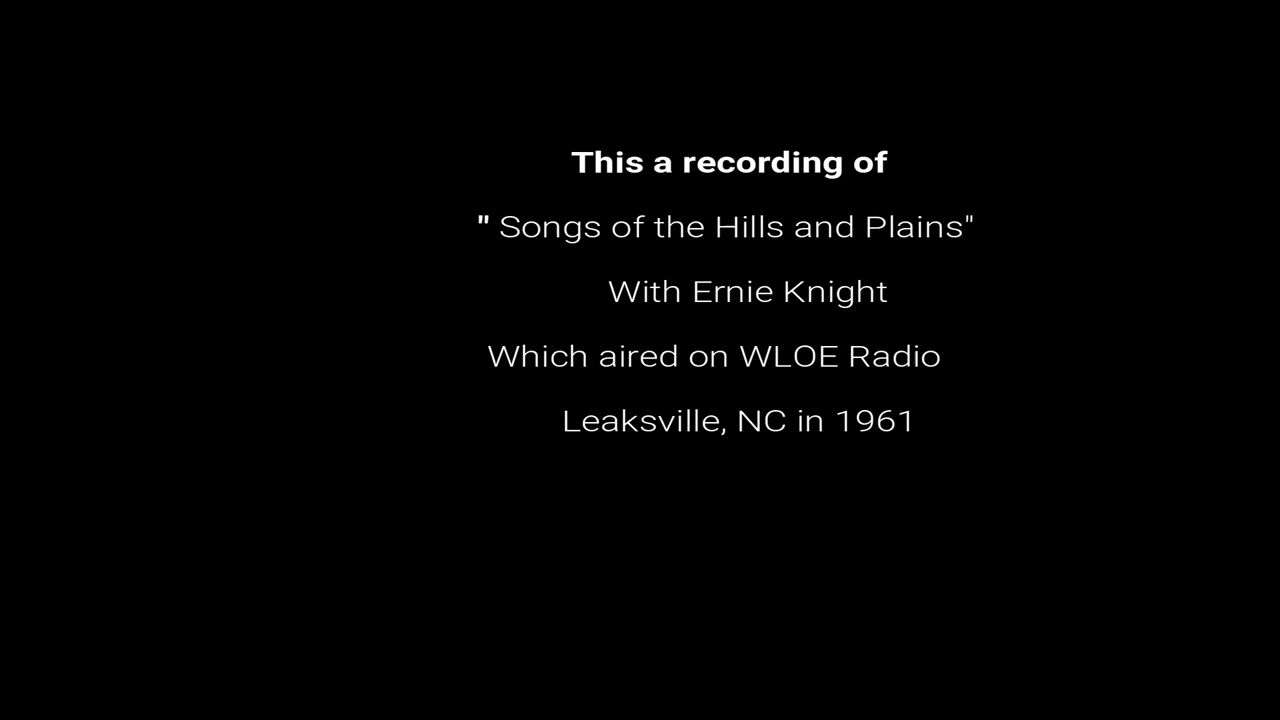 This a recording of
" Songs of the Hills and Plains"
With Ernie Knight
Which aired on WLOE Radio
Leaksville, NC in 1961